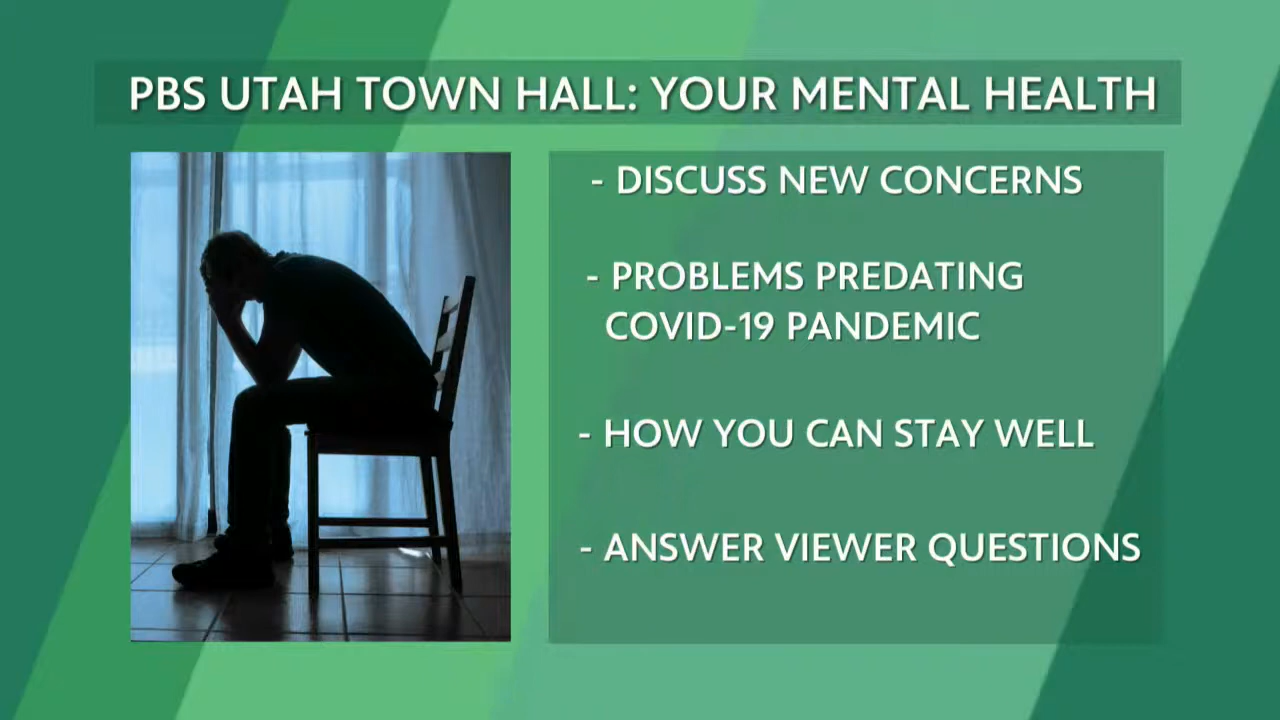 PBS UTAH TOWN HALL: YOUR MENTAL HEALTH
- DISCUSS NEW CONCERNS
- PROBLEMS PREDATING
COVID-19 PANDEMIC
- HOW YOU CAN STAY WELL
- ANSWER VIEWER QUESTIONS